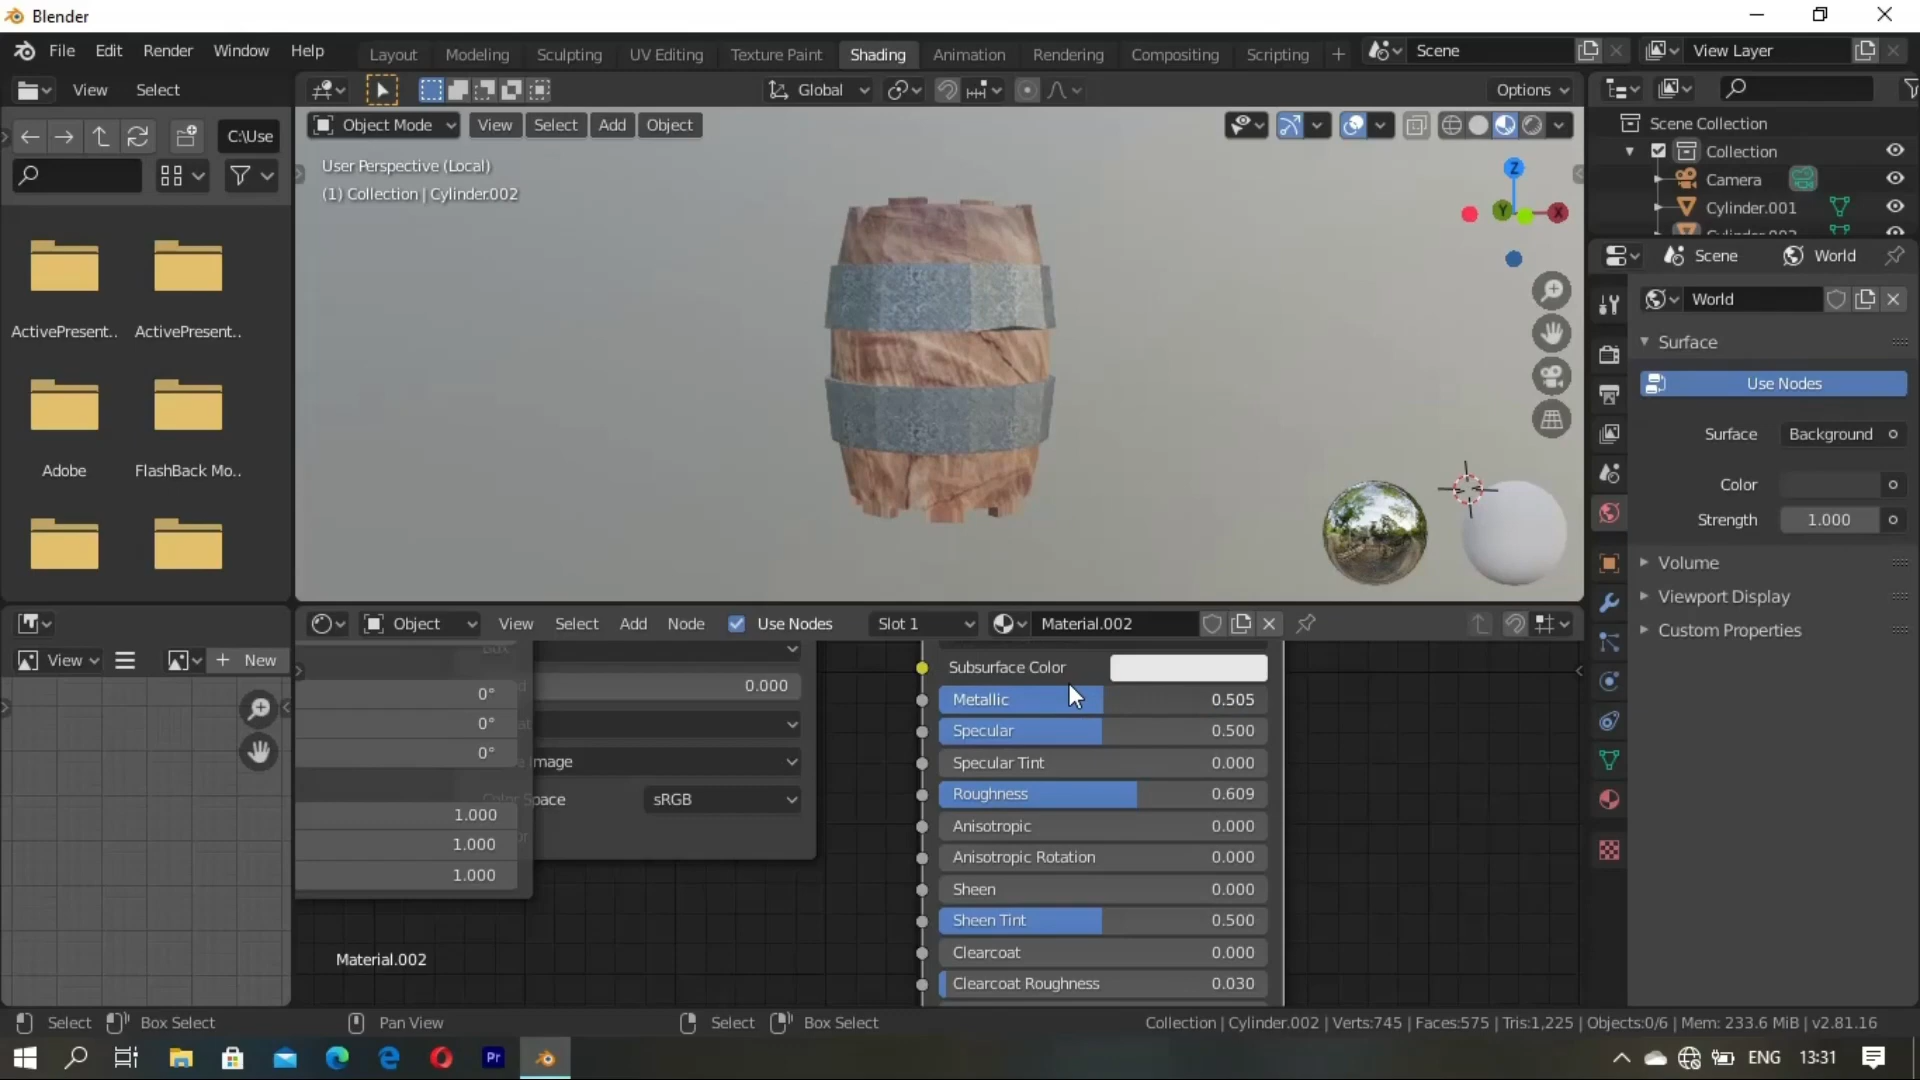 Blender
File Edit Render Window Help
Layout Modeling Sculpting UV Editing Texture Paint Shading Animation Rendering Compositing Scripting +
Scene
View Layer
View Select
Global
Options
C:\Use
Object Mode View Select Add Object
User Perspective (Local)
(1) Collection | Cylinder.002
Z
Y
X
ActivePresent..
ActivePresent..
Adobe
FlashBack Mo..
Scene Collection
Collection
Camera
Cylinder.001
Scene World
World
Surface
Use Nodes
Surface Background
Color
Strength 1.000
Volume
Viewport Display
Custom Properties
Object View Select Add Node Use Nodes Slot 1 Material.002
View + New
0°
0°
0°
1.000
1.000
1.000
0.000
Color Space sRGB
Subsurface Color
Metallic 0.505
Specular 0.500
Specular Tint 0.000
Roughness 0.609
Anisotropic 0.000
Anisotropic Rotation 0.000
Sheen 0.000
Sheen Tint 0.500
Clearcoat 0.000
Clearcoat Roughness 0.030
Material.002
Select Box Select Pan View Select Box Select
Collection | Cylinder.002 | Verts:745 | Faces:575 | Tris:1,225 | Objects:0/6 | Mem: 233.6 MiB | v2.81.16
Pr
ENG 13:31